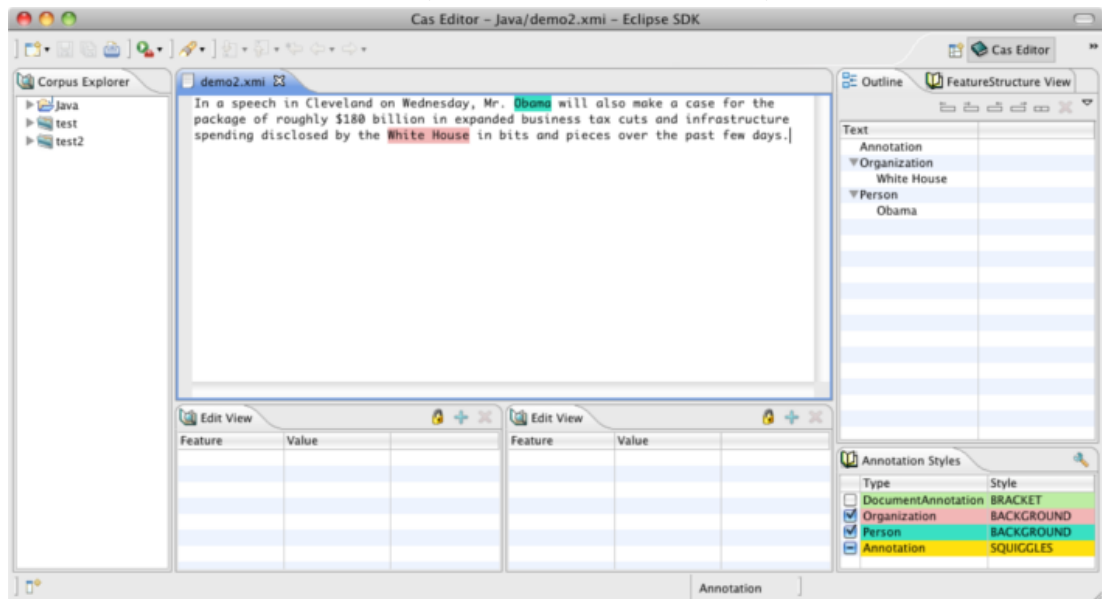 Cas Editor – Java/demo2.xmi – Eclipse SDK
Cas Editor
Corpus Explorer
Java
test
test2
demo2.xmi
In a speech in Cleveland on Wednesday, Mr. Obama will also make a case for the
package of roughly $180 billion in expanded business tax cuts and infrastructure
spending disclosed by the White House in bits and pieces over the past few days.
Outline FeatureStructure View
Text
Annotation
Organization
White House
Person
Obama
Edit View
Feature Value
Edit View
Feature Value
Annotation Styles
Type Style
DocumentAnnotation BRACKET
Organization BACKGROUND
Person BACKGROUND
Annotation SQUIGGLES
Annotation